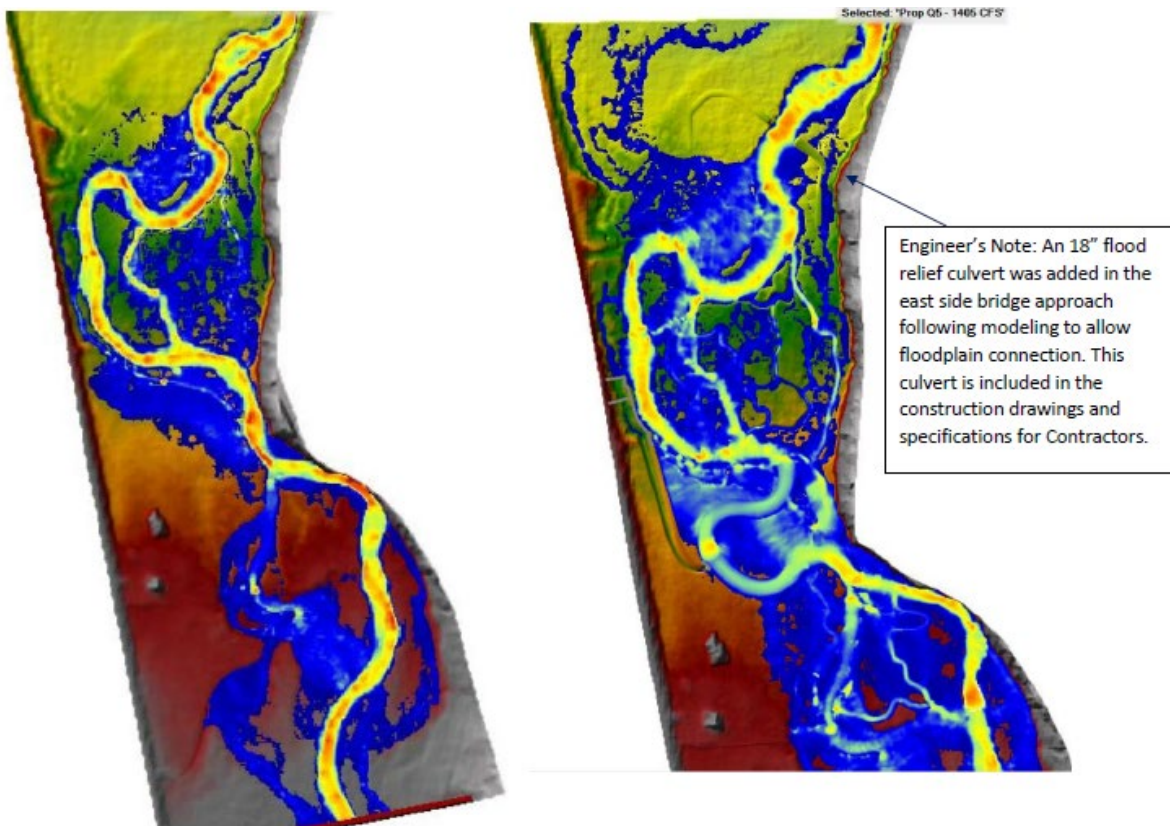 Selected: 'Prop Q5 - 1405 CFS'
Engineer's Note: An 18” flood
relief culvert was added in the
east side bridge approach
following modeling to allow
floodplain connection. This
culvert is included in the
construction drawings and
specifications for Contractors.